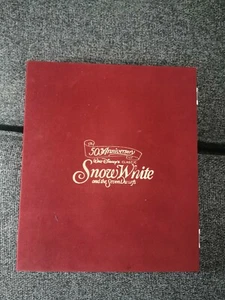 50th Anniversary
Walt Disney's
Snow White
and the Seven Dwarfs